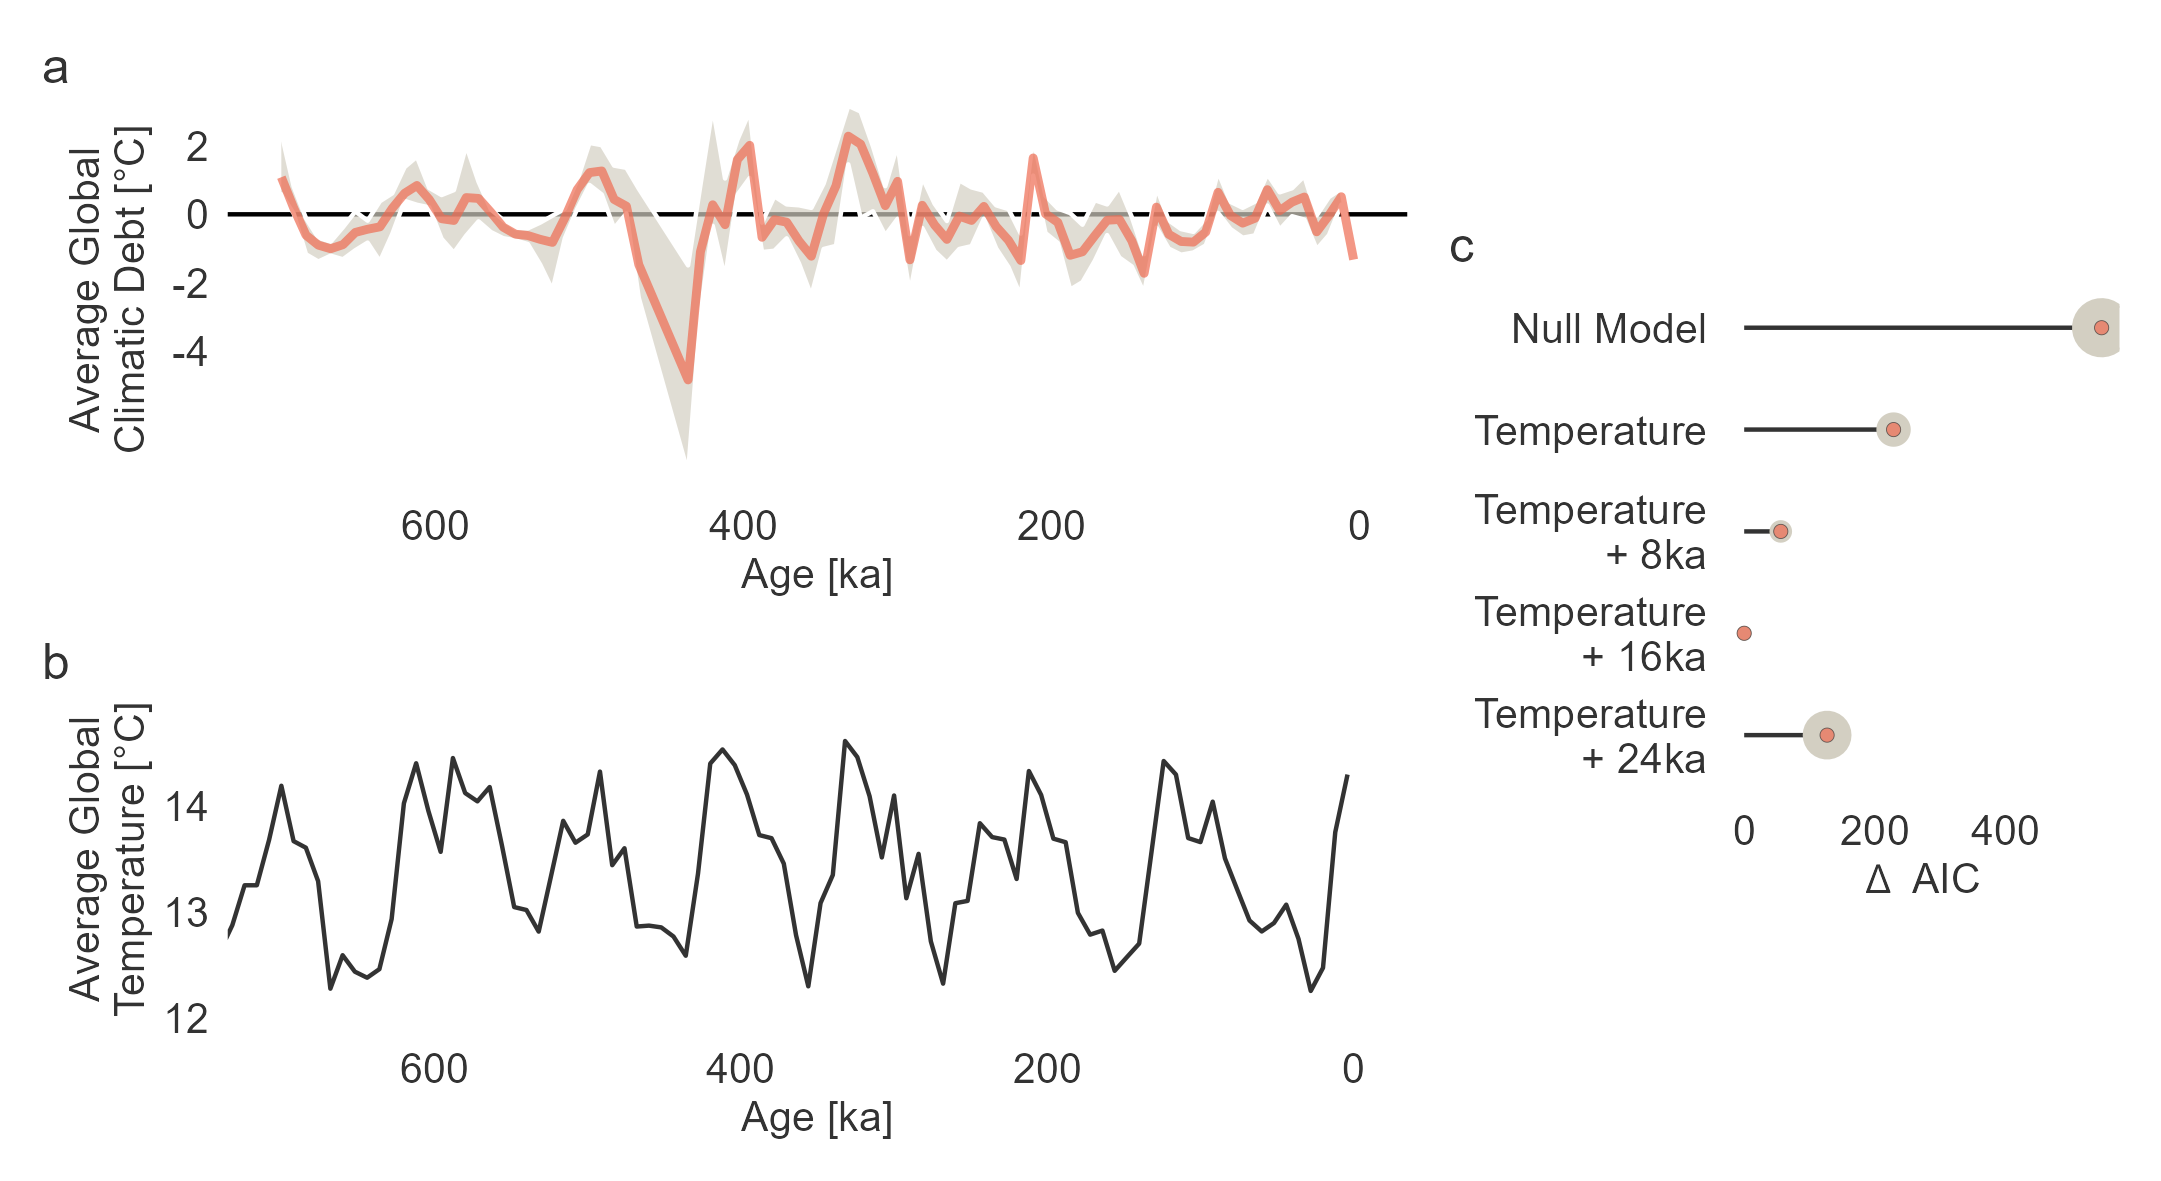 a
Average Global
Climatic Debt [°C]
2
0
-2
-4
600 400 200 0
Age [ka]
b
Average Global
Temperature [°C]
14
13
12
600 400 200 0
Age [ka]
c
Null Model
Temperature
Temperature
+ 8ka
Temperature
+ 16ka
Temperature
+ 24ka
0 200 400
Δ AIC